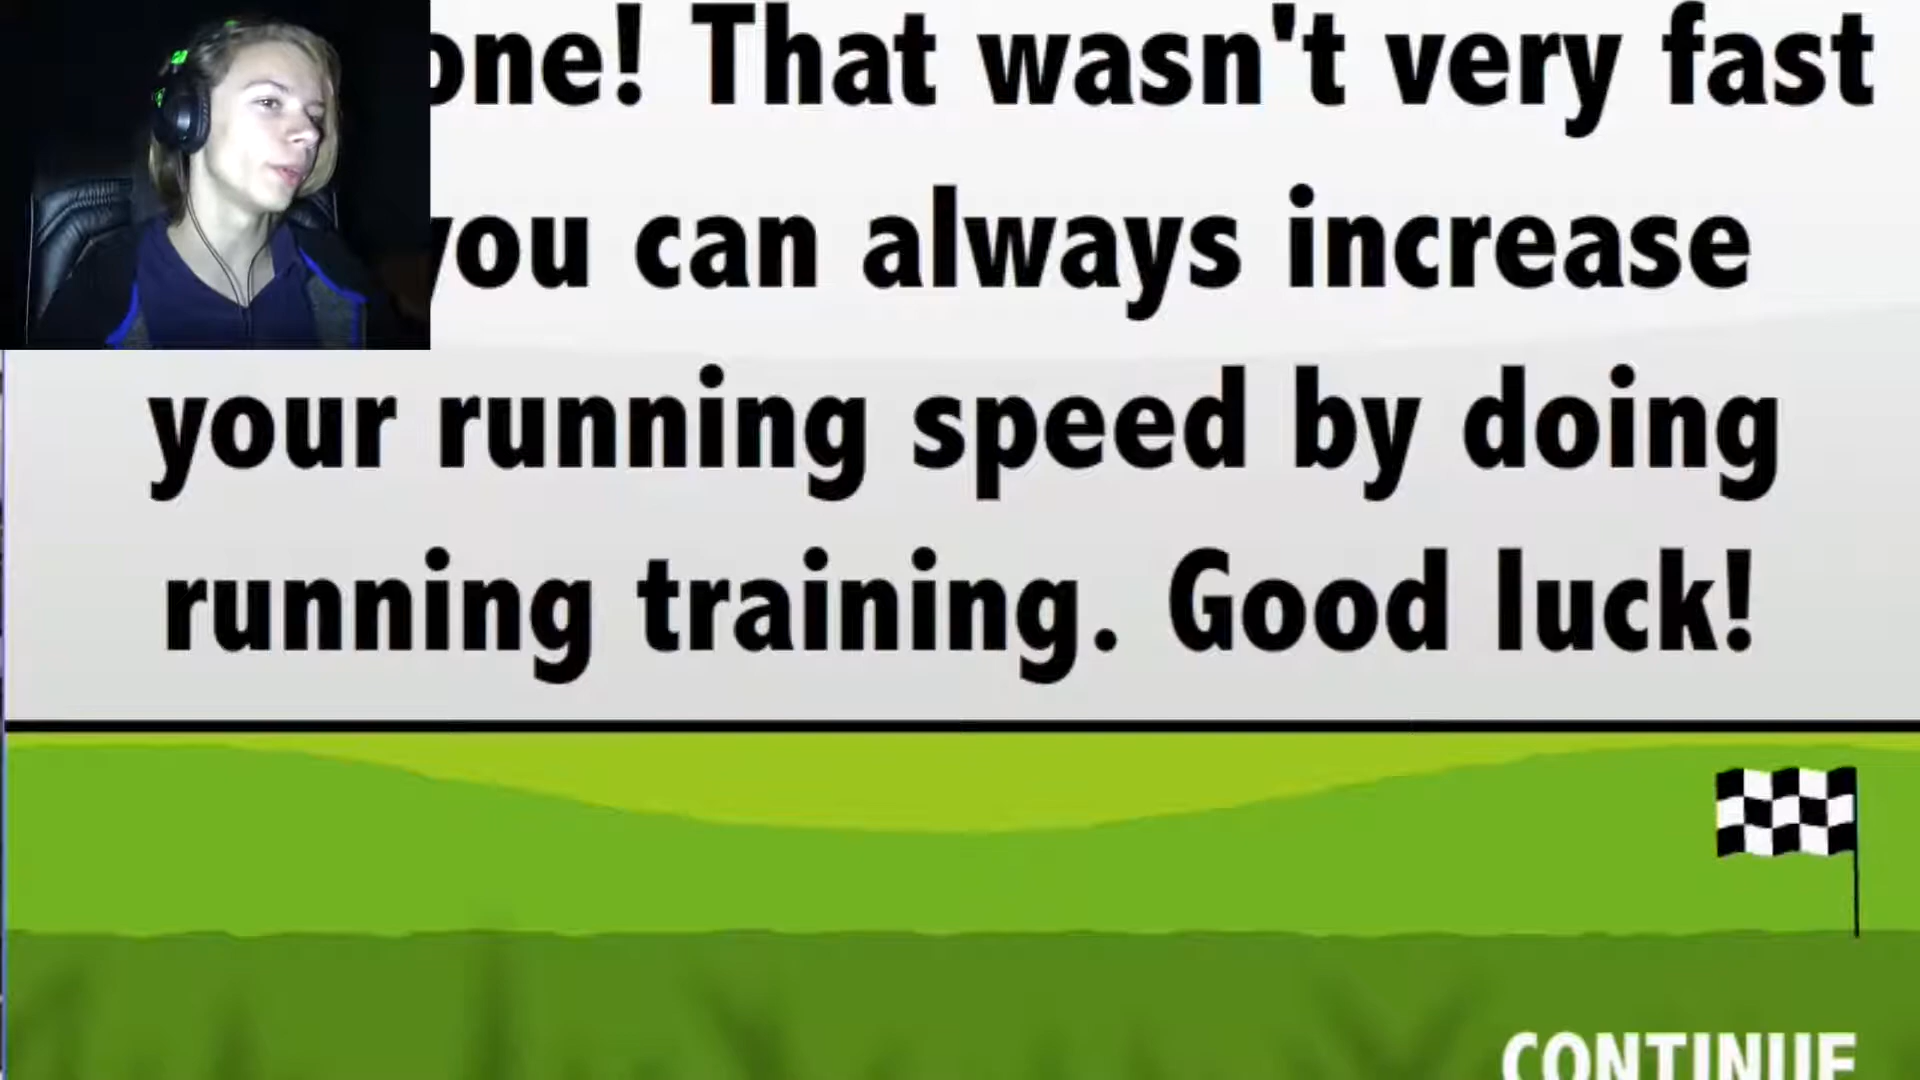 one! That wasn't very fast
you can always increase
your running speed by doing
running training. Good luck!
CONTINUE